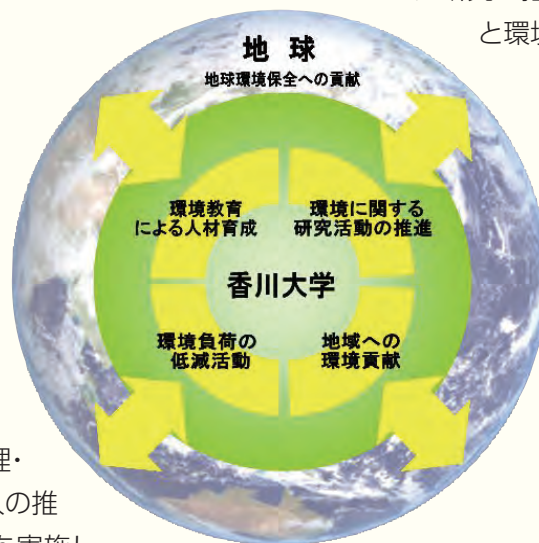 と環境
地 球
地球環境保全への貢献
環境教育
による人材育成
環境に関する
研究活動の推進
香川大学
環境負荷の
低減活動
地域への
環境貢献
理・
の推